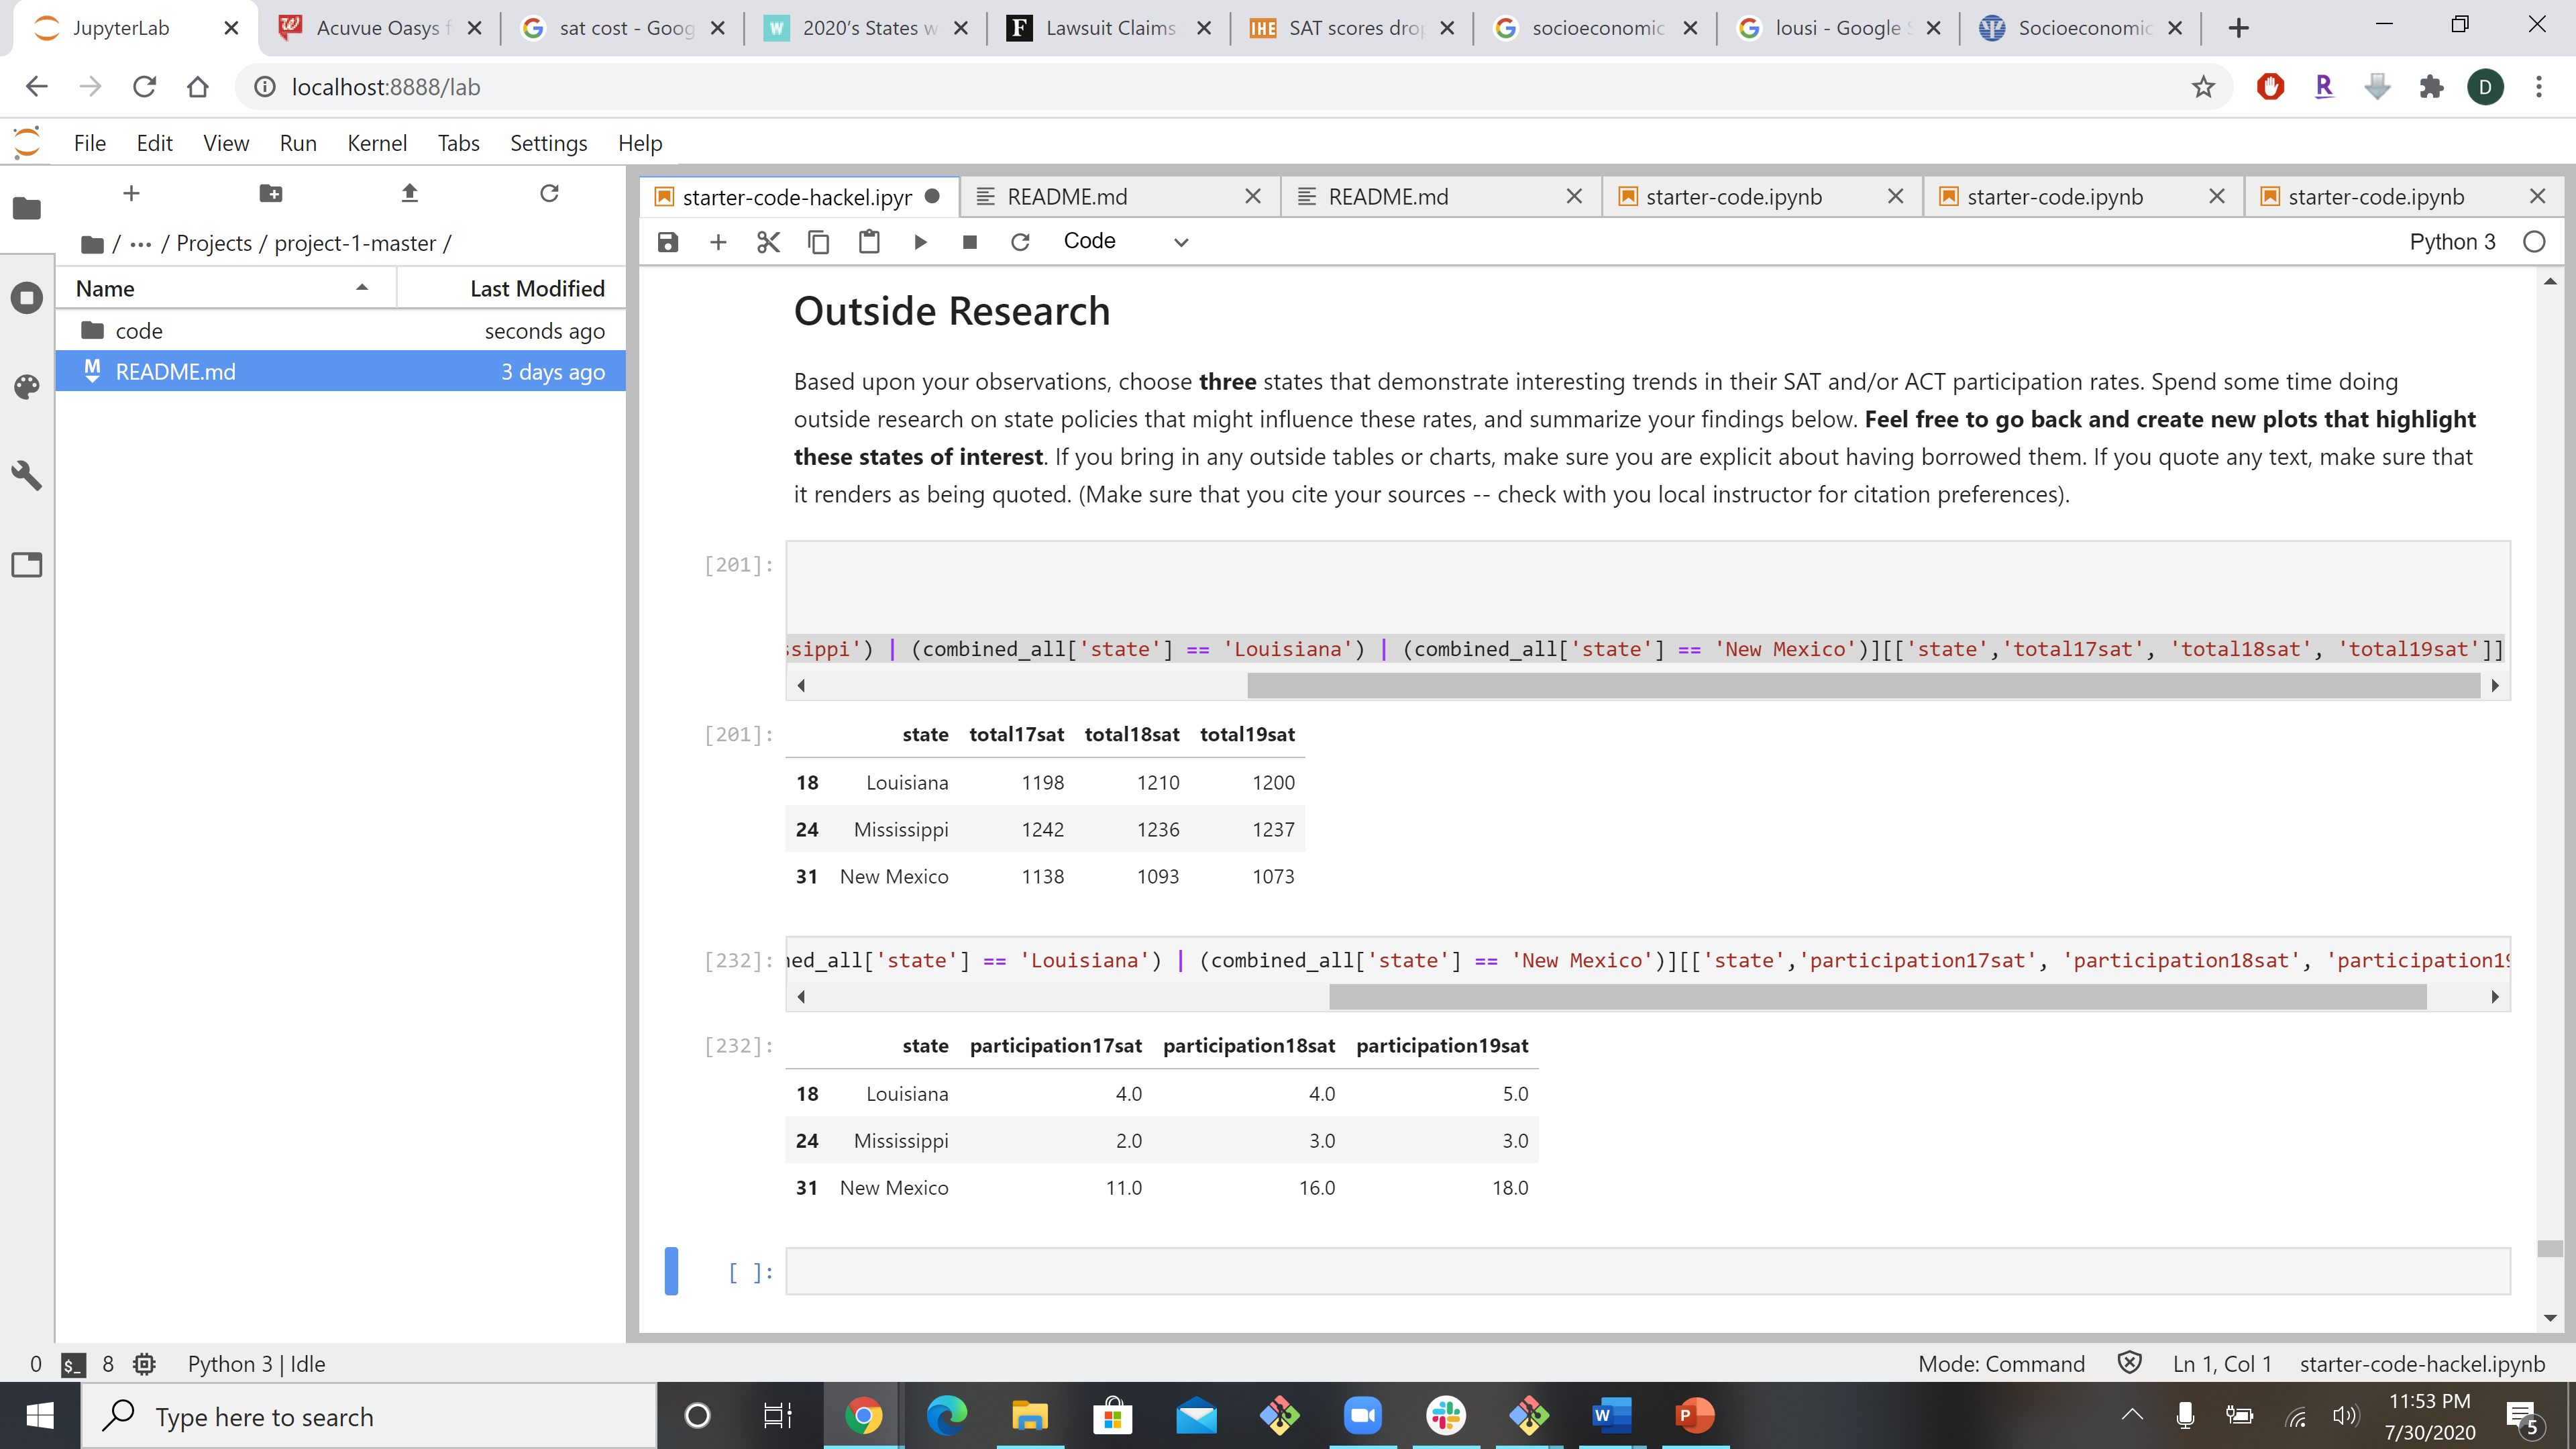 JupyterLab
Acuvue Oasys f
sat cost - Goog
2020's States w
Lawsuit Claims
IHE SAT scores drop
socioeconomic
lousi - Google S
Socioeconomic
localhost:8888/lab
R
D
File Edit View Run Kernel Tabs Settings Help
/ ··· / Projects / project-1-master /
Name Last Modified
code seconds ago
README.md 3 days ago
starter-code-hackel.ipyr
README.md
README.md
starter-code.ipynb
starter-code.ipynb
starter-code.ipynb
Code
Python 3
Outside Research
Based upon your observations, choose three states that demonstrate interesting trends in their SAT and/or ACT participation rates. Spend some time doing
outside research on state policies that might influence these rates, and summarize your findings below. Feel free to go back and create new plots that highlight
these states of interest. If you bring in any outside tables or charts, make sure you are explicit about having borrowed them. If you quote any text, make sure that
it renders as being quoted. (Make sure that you cite your sources -- check with you local instructor for citation preferences).
[201]:
ssippi') | (combined_all['state'] == 'Louisiana') | (combined_all['state'] == 'New Mexico')][['state','total17sat', 'total18sat', 'total19sat']]
[201]:
state total17sat total18sat total19sat
18 Louisiana 1198 1210 1200
24 Mississippi 1242 1236 1237
31 New Mexico 1138 1093 1073
[232]: ned_all['state'] == 'Louisiana') | (combined_all['state'] == 'New Mexico')][['state','participation17sat', 'participation18sat', 'participation19
[232]:
state participation17sat participation18sat participation19sat
18 Louisiana 4.0 4.0 5.0
24 Mississippi 2.0 3.0 3.0
31 New Mexico 11.0 16.0 18.0
[ ]:
0 $_ 8 Python 3 | Idle
Mode: Command Ln 1, Col 1 starter-code-hackel.ipynb
Type here to search
11:53 PM
7/30/2020
5